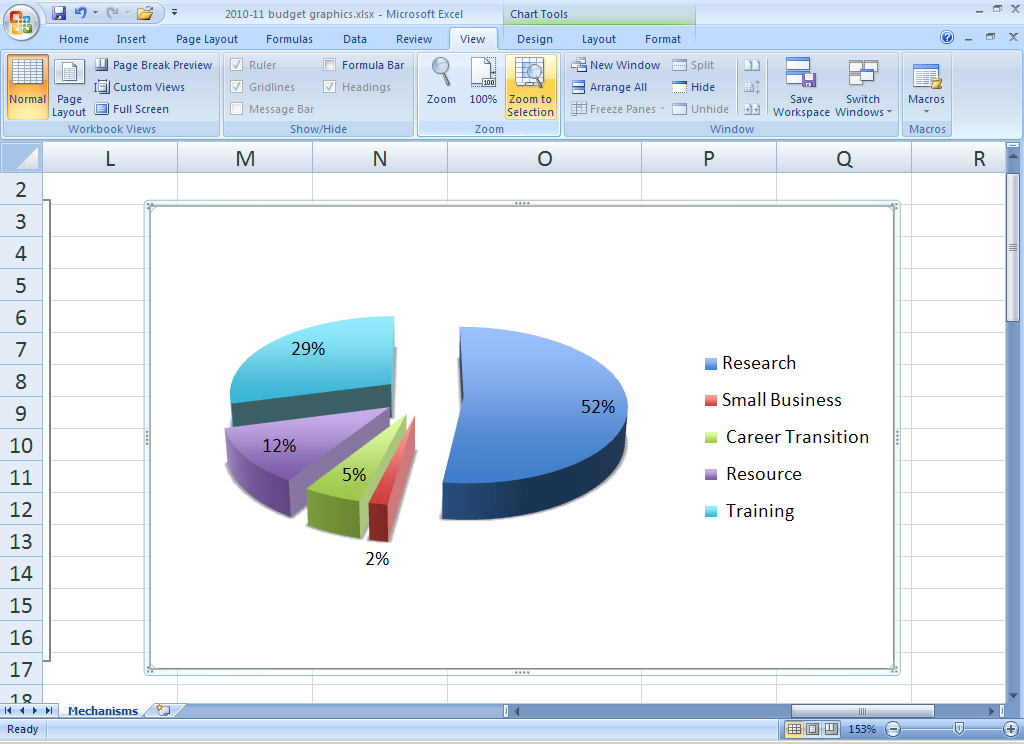 2010-11 budget graphics.xlsx - Microsoft Excel
Chart Tools
Home Insert Page Layout Formulas Data Review View Design Layout Format
Normal
Page Layout
Page Break Preview
Custom Views
Full Screen
Workbook Views
Ruler
Gridlines
Message Bar
Formula Bar
Headings
Show/Hide
Zoom
100%
Zoom to Selection
Zoom
New Window
Arrange All
Freeze Panes
Split
Hide
Unhide
Save Workspace
Switch Windows
Window
Macros
Macros
L M N O P Q R
2
3
4
5
6
7
8
9
10
11
12
13
14
15
16
17
18
29%
52%
12%
5%
2%
Research
Small Business
Career Transition
Resource
Training
Mechanisms
Ready
153%